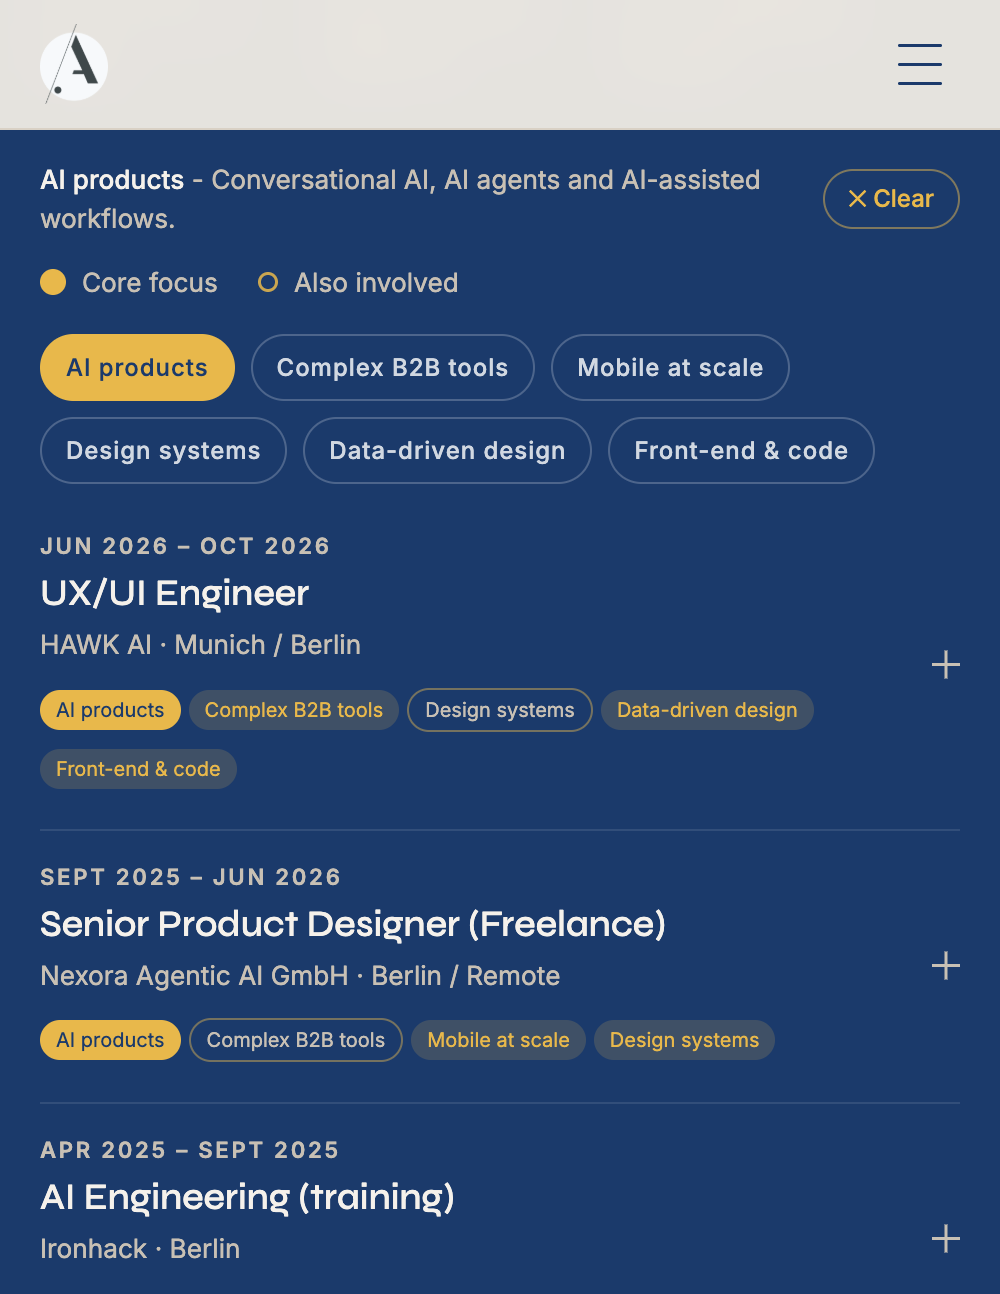 A
AI products - Conversational AI, AI agents and AI-assisted
workflows.
× Clear
Core focus Also involved
AI products Complex B2B tools Mobile at scale
Design systems Data-driven design Front-end & code
JUN 2026 – OCT 2026
UX/UI Engineer
HAWK AI · Munich / Berlin
AI products Complex B2B tools Design systems Data-driven design
Front-end & code
SEPT 2025 – JUN 2026
Senior Product Designer (Freelance)
Nexora Agentic AI GmbH · Berlin / Remote
AI products Complex B2B tools Mobile at scale Design systems
APR 2025 – SEPT 2025
AI Engineering (training)
Ironhack · Berlin